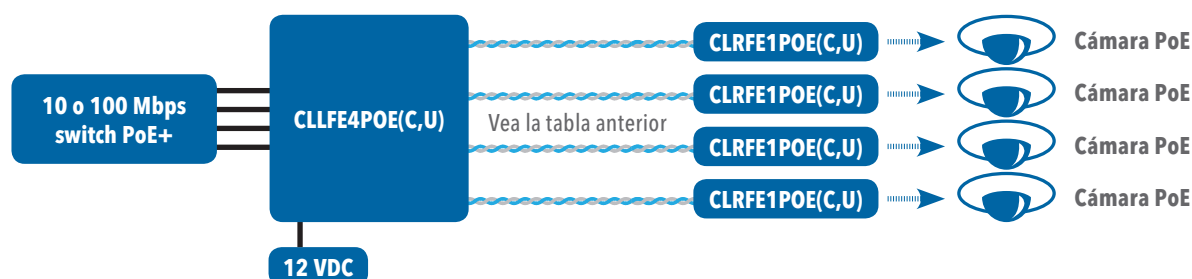 10 o 100 Mbps
switch PoE+
CLLFE4POE(C,U)
Vea la tabla anterior
CLRFE1POE(C,U)
Cámara PoE
CLRFE1POE(C,U)
Cámara PoE
CLRFE1POE(C,U)
Cámara PoE
CLRFE1POE(C,U)
Cámara PoE
12 VDC